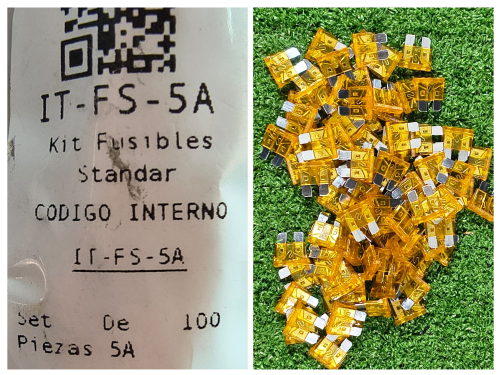 IT-FS-5A
Kit Fusibles
Standar
CODIGO INTERNO
IT-FS-5A
Set De 100
Piezas 5A